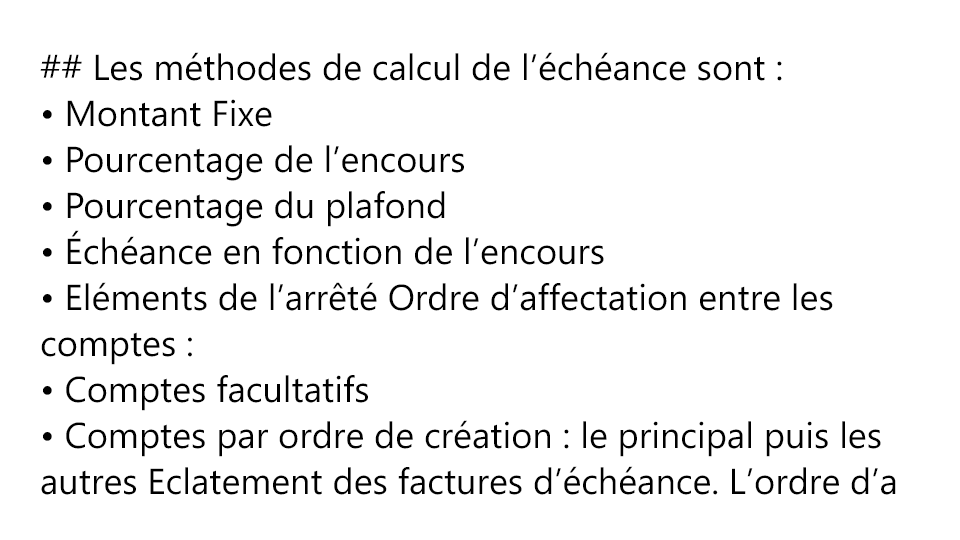 ## Les méthodes de calcul de l’échéance sont :
• Montant Fixe
• Pourcentage de l’encours
• Pourcentage du plafond
• Échéance en fonction de l’encours
• Eléments de l’arrêté Ordre d’affectation entre les
comptes :
• Comptes facultatifs
• Comptes par ordre de création : le principal puis les
autres Eclatement des factures d’échéance. L’ordre d’a